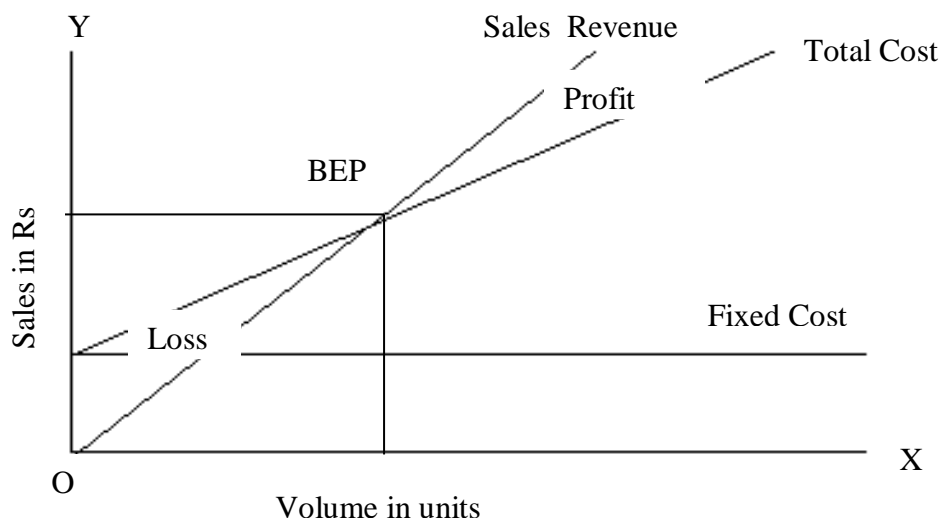 Y
Sales Revenue
Total Cost
Profit
BEP
Sales in Rs
Fixed Cost
Loss
X
O
Volume in units